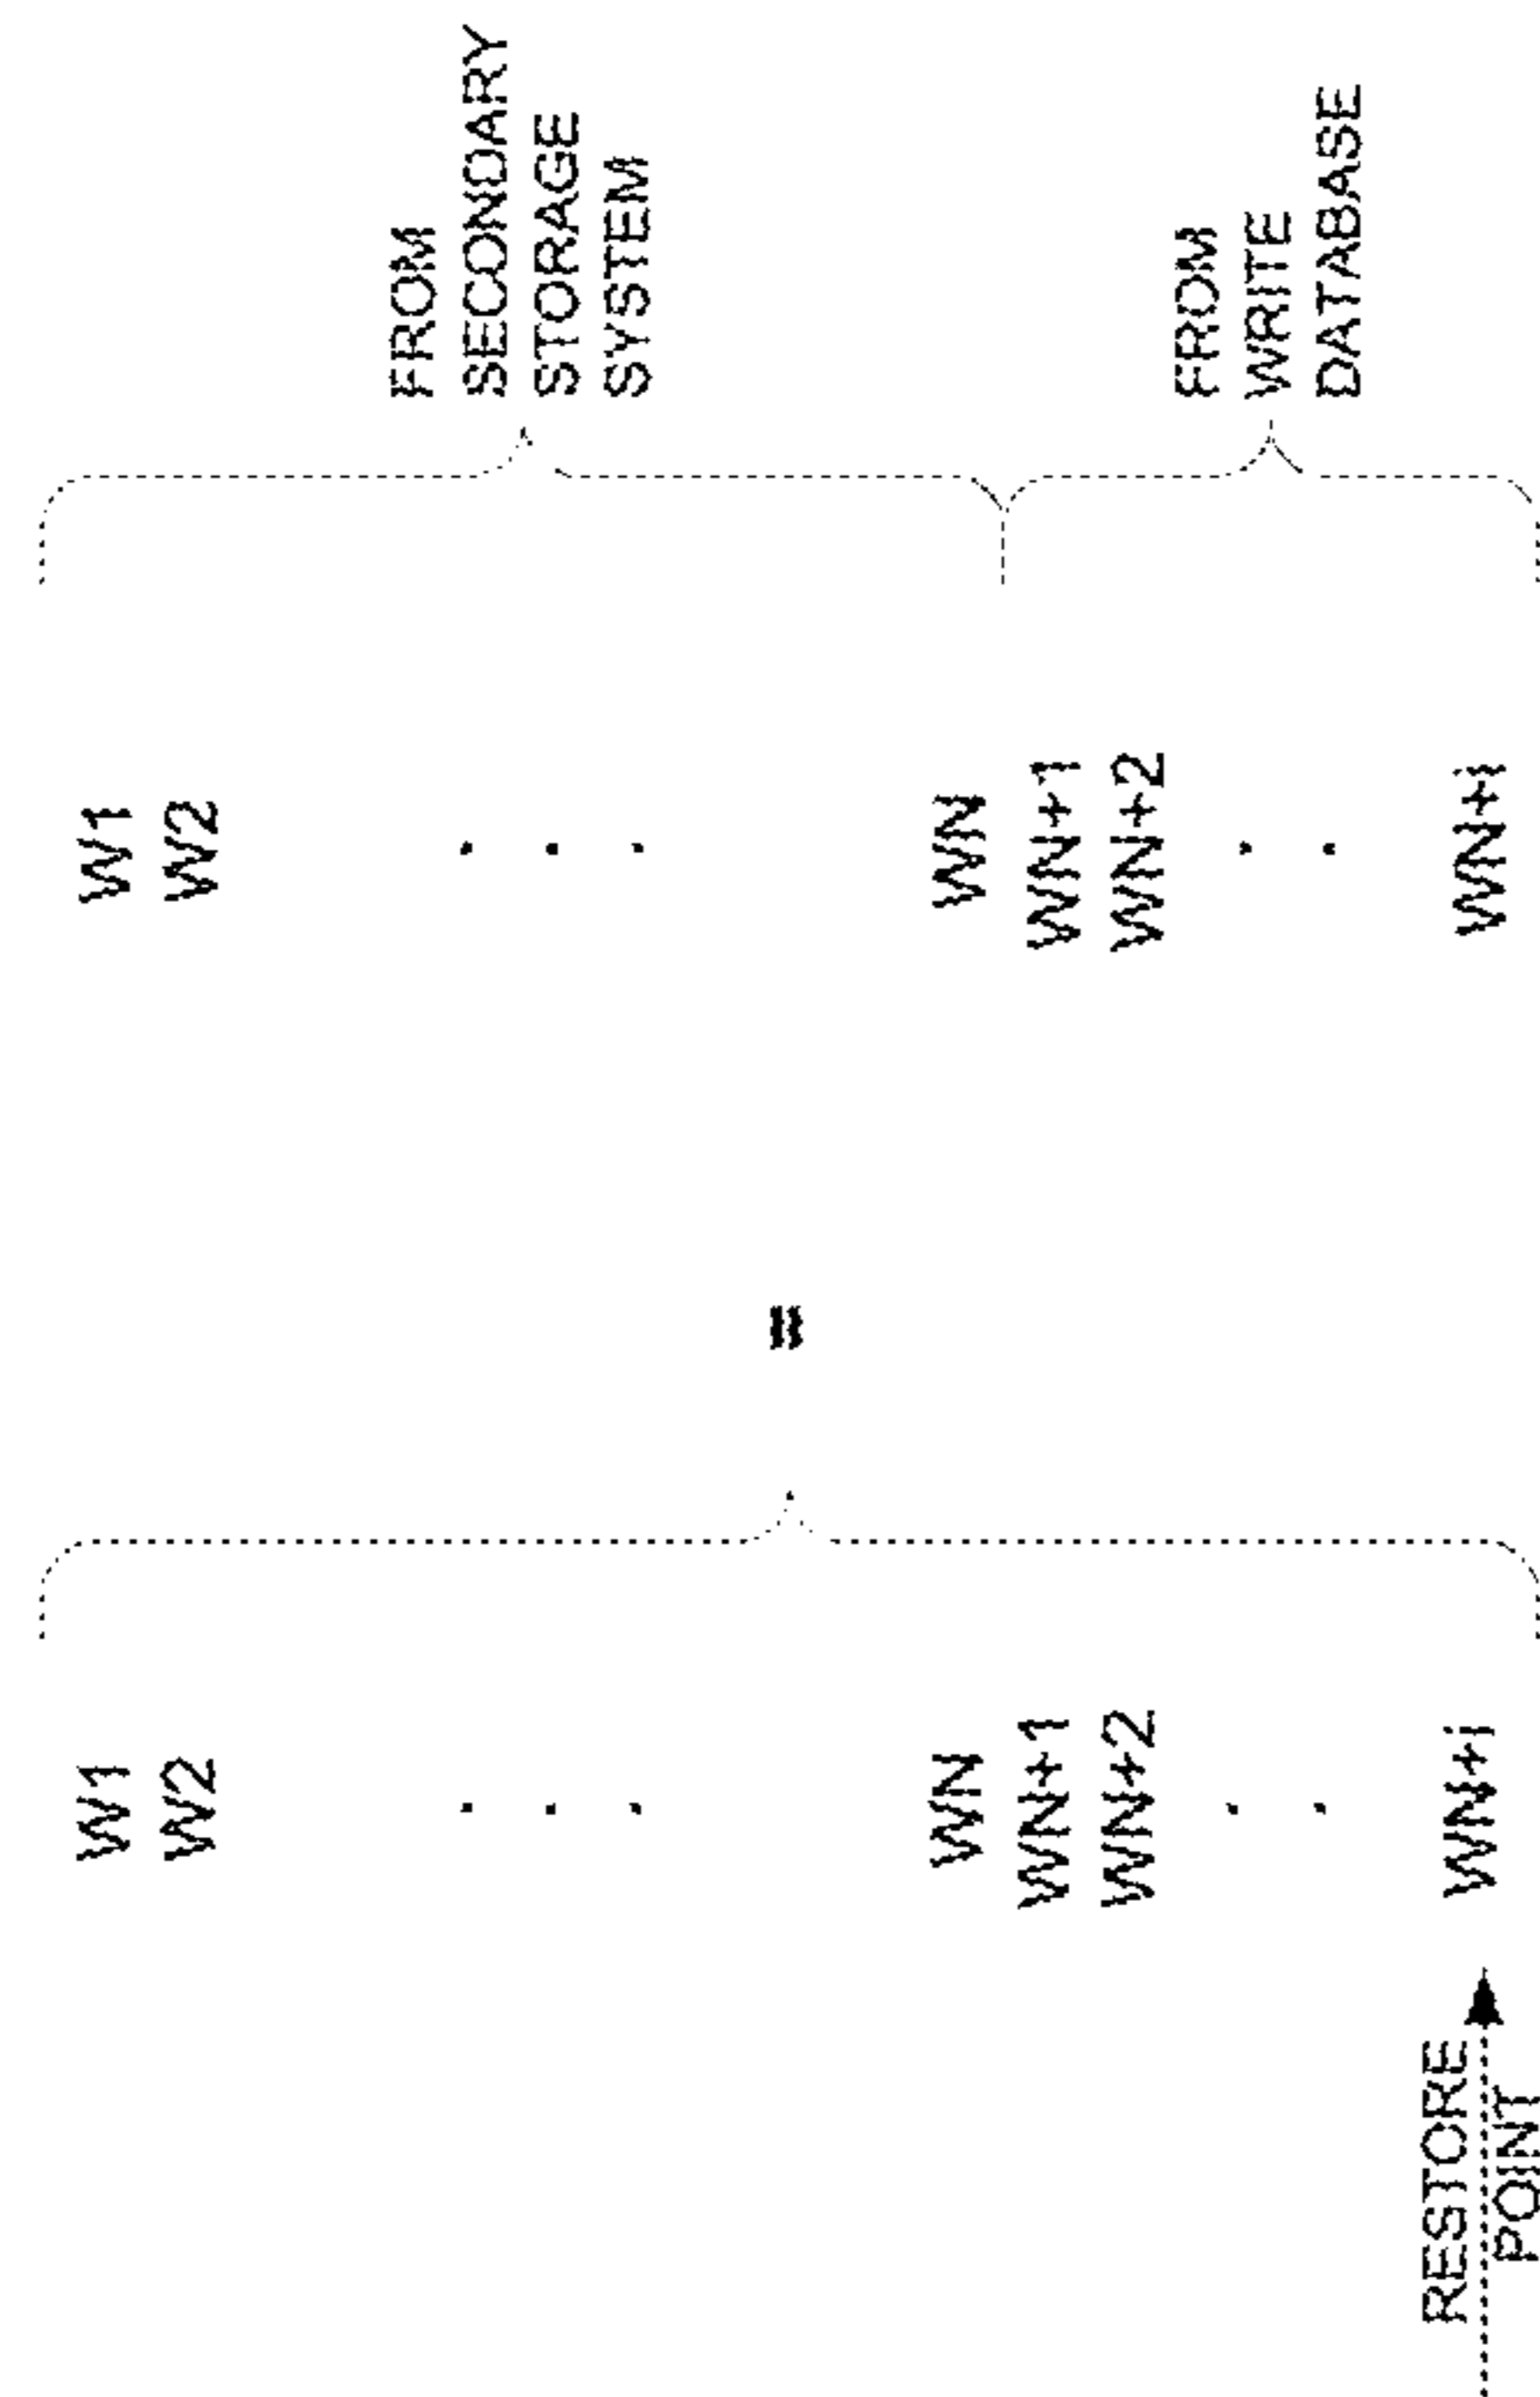 W1
W2
.
.
.
WN
WN+1
WN+2
.
.
WN+i
RESTORE
POINT
=
W1
W2
.
.
.
WN
WN+1
WN+2
.
.
WN+i
FROM
SECONDARY
STORAGE
SYSTEM
FROM
WRITE
DATABASE